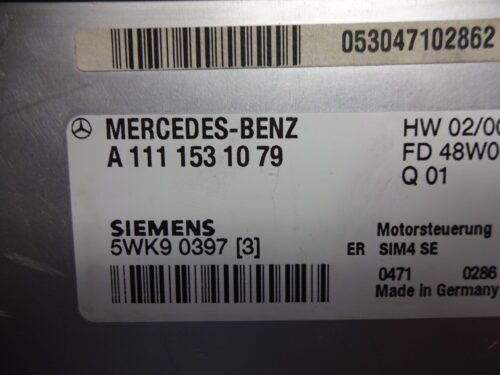 053047102862
MERCEDES-BENZ
A 111 153 10 79
HW 02/00
FD 48W0
Q 01
SIEMENS
5WK9 0397 [3]
Motorsteuerung
ER SIM4 SE
0471 0286
Made in Germany